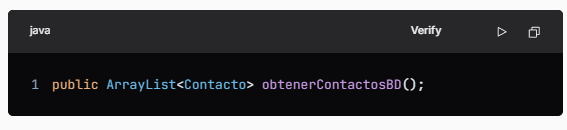 java Verify
1 public ArrayList<Contacto> obtenerContactosBD();